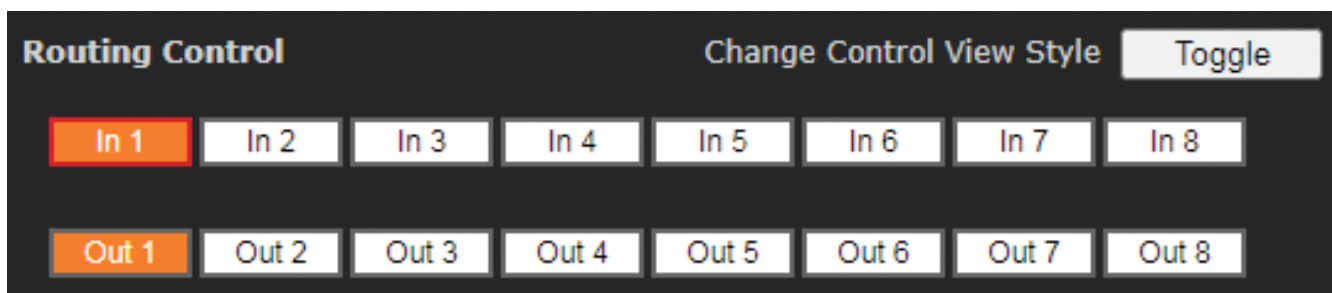 Routing Control Change Control View Style Toggle
In 1 In 2 In 3 In 4 In 5 In 6 In 7 In 8
Out 1 Out 2 Out 3 Out 4 Out 5 Out 6 Out 7 Out 8